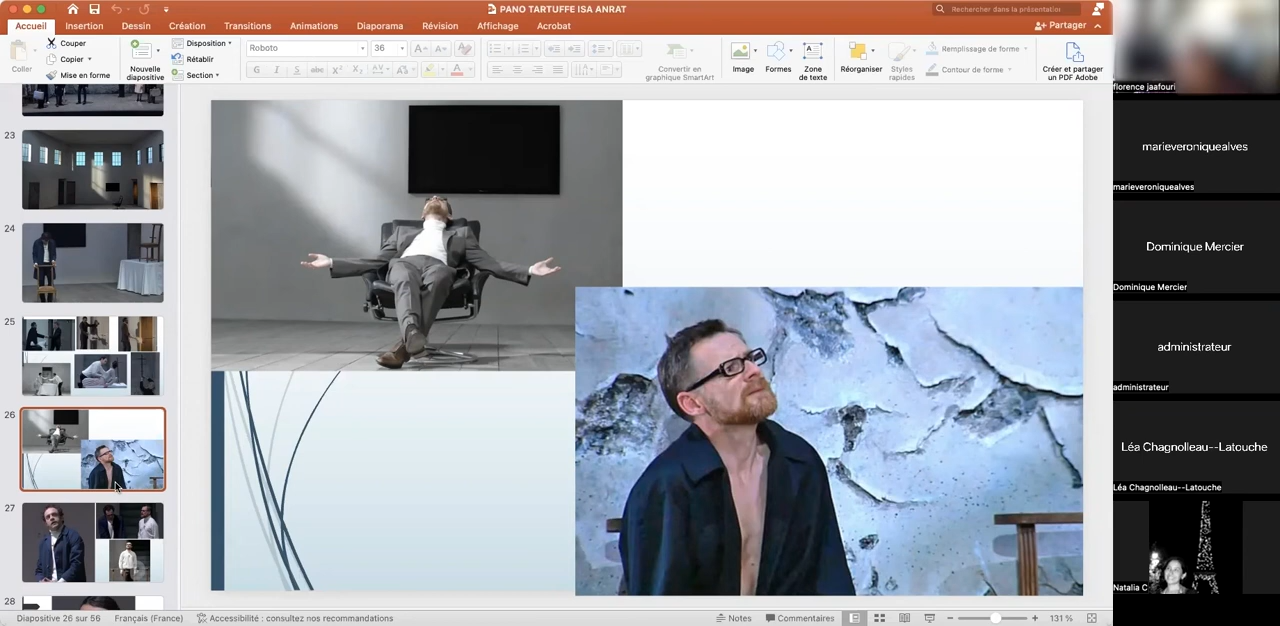 PANO TARTUFFE ISA ANRAT
Rechercher dans la présentation
Accueil
Insertion
Dessin
Création
Transitions
Animations
Diaporama
Révision
Affichage
Acrobat
Partager
Coller
Couper
Copier
Mise en forme
Nouvelle
diapositive
Disposition
Rétablir
Section
Roboto
36
G I S abc X² X₂
Convertir en
graphique SmartArt
Image
Formes
Zone
de texte
Réorganiser
Styles
rapides
Remplissage de forme
Contour de forme
Créer et partager
un PDF Adobe
23
24
25
26
27
28
florence jaafouri
marieveroniquealves
marieveroniquealves
Dominique Mercier
Dominique Mercier
administrateur
administrateur
Léa Chagnolleau--Latouche
Léa Chagnolleau--Latouche
Natalia C
Diapositive 26 sur 56
Français (France)
Accessibilité : consultez nos recommandations
Notes
Commentaires
131 %